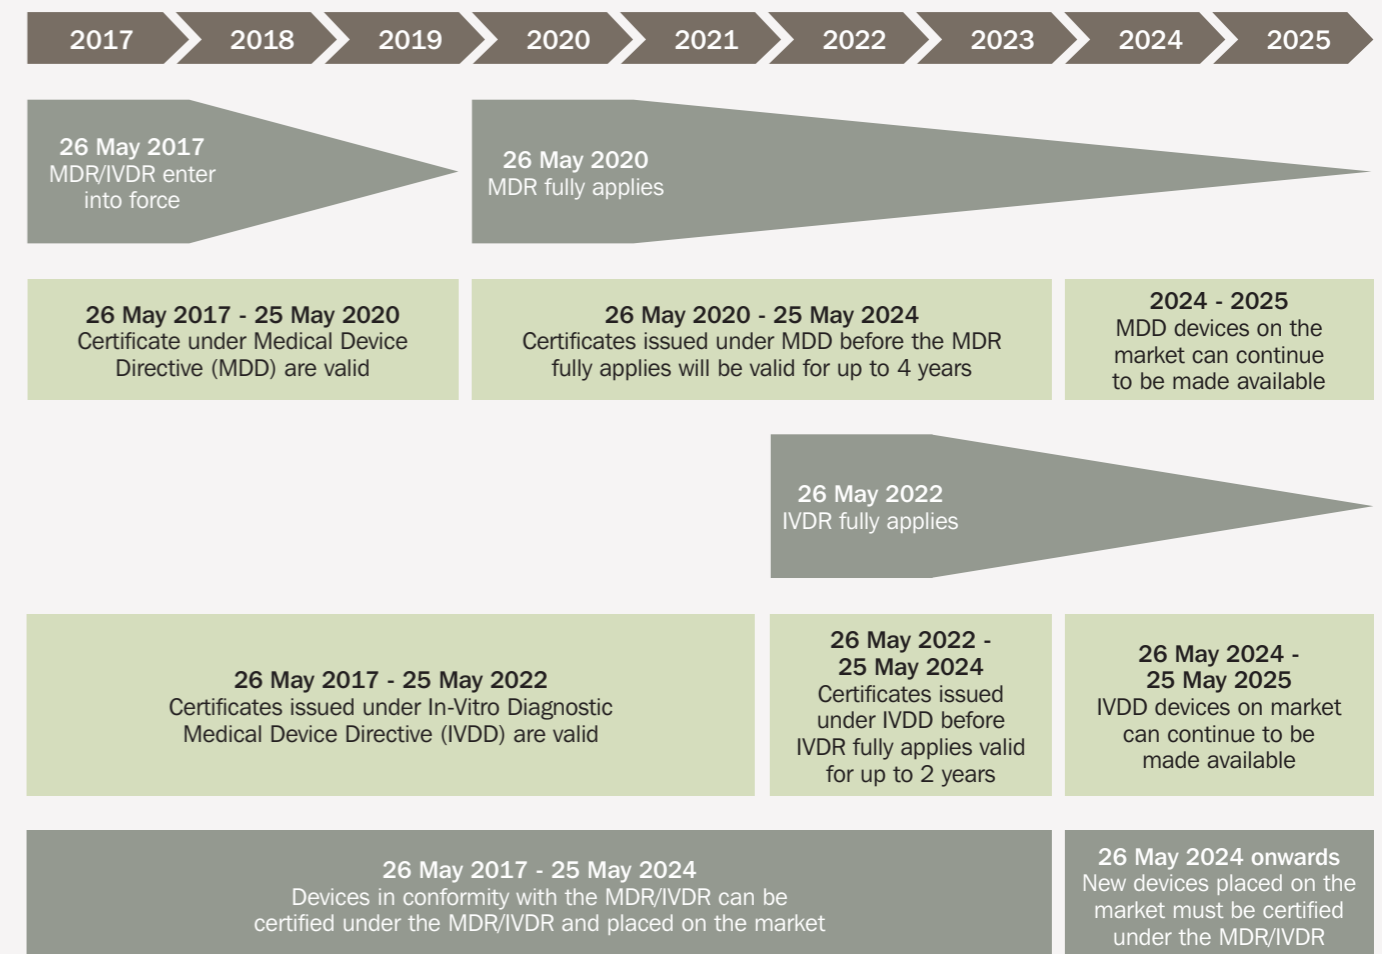 2017 2018 2019 2020 2021 2022 2023 2024 2025
26 May 2017
MDR/IVDR enter
into force
26 May 2020
MDR fully applies
26 May 2017 - 25 May 2020
Certificate under Medical Device
Directive (MDD) are valid
26 May 2020 - 25 May 2024
Certificates issued under MDD before the MDR
fully applies will be valid for up to 4 years
2024 - 2025
MDD devices on the
market can continue
to be made available
26 May 2022
IVDR fully applies
26 May 2017 - 25 May 2022
Certificates issued under In-Vitro Diagnostic
Medical Device Directive (IVDD) are valid
26 May 2022 -
25 May 2024
Certificates issued
under IVDD before
IVDR fully applies valid
for up to 2 years
26 May 2024 -
25 May 2025
IVDD devices on market
can continue to be
made available
26 May 2017 - 25 May 2024
Devices in conformity with the MDR/IVDR can be
certified under the MDR/IVDR and placed on the market
26 May 2024 onwards
New devices placed on the
market must be certified
under the MDR/IVDR